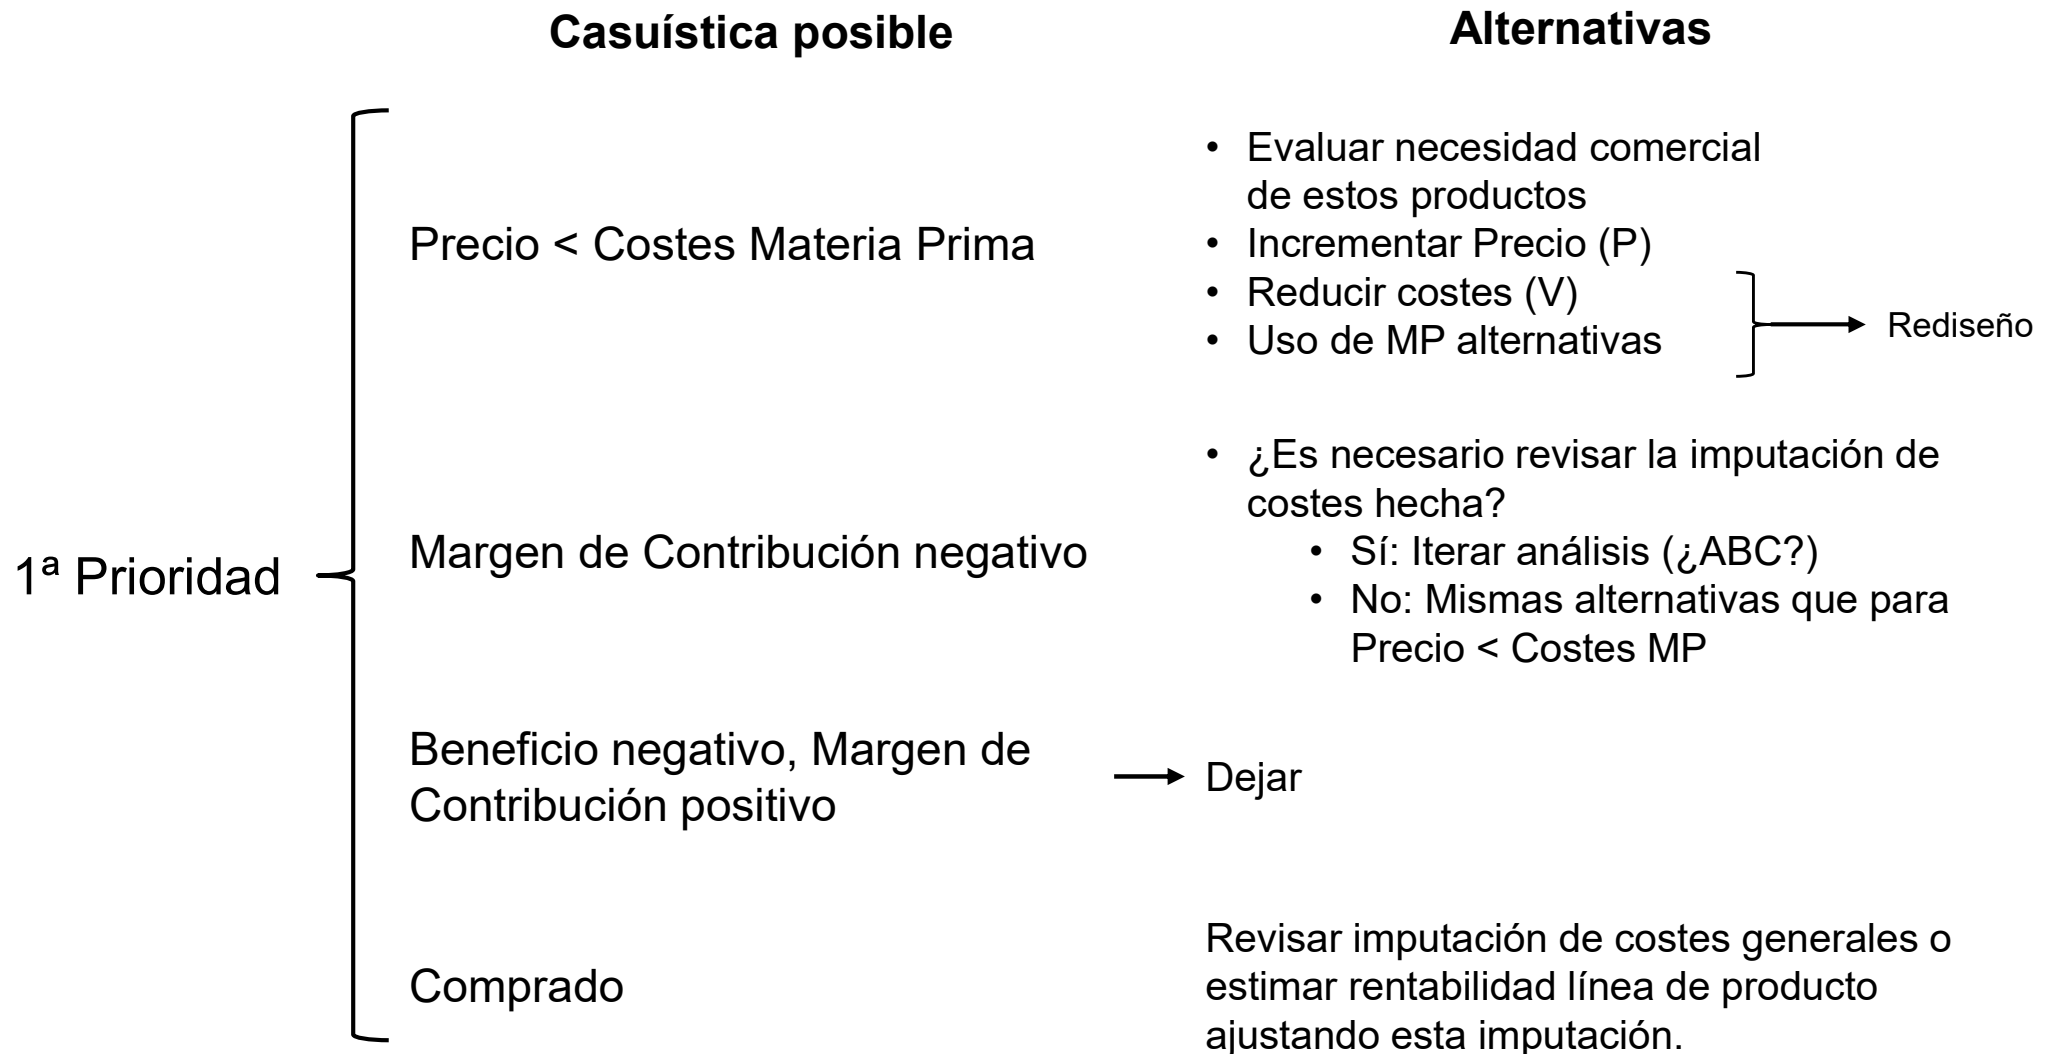 Casuística posible
Alternativas
1ª Prioridad
Precio < Costes Materia Prima
• Evaluar necesidad comercial
de estos productos
• Incrementar Precio (P)
• Reducir costes (V)
• Uso de MP alternativas
Rediseño
Margen de Contribución negativo
• ¿Es necesario revisar la imputación de
costes hecha?
• Sí: Iterar análisis (¿ABC?)
• No: Mismas alternativas que para
Precio < Costes MP
Beneficio negativo, Margen de
Contribución positivo
Dejar
Comprado
Revisar imputación de costes generales o
estimar rentabilidad línea de producto
ajustando esta imputación.